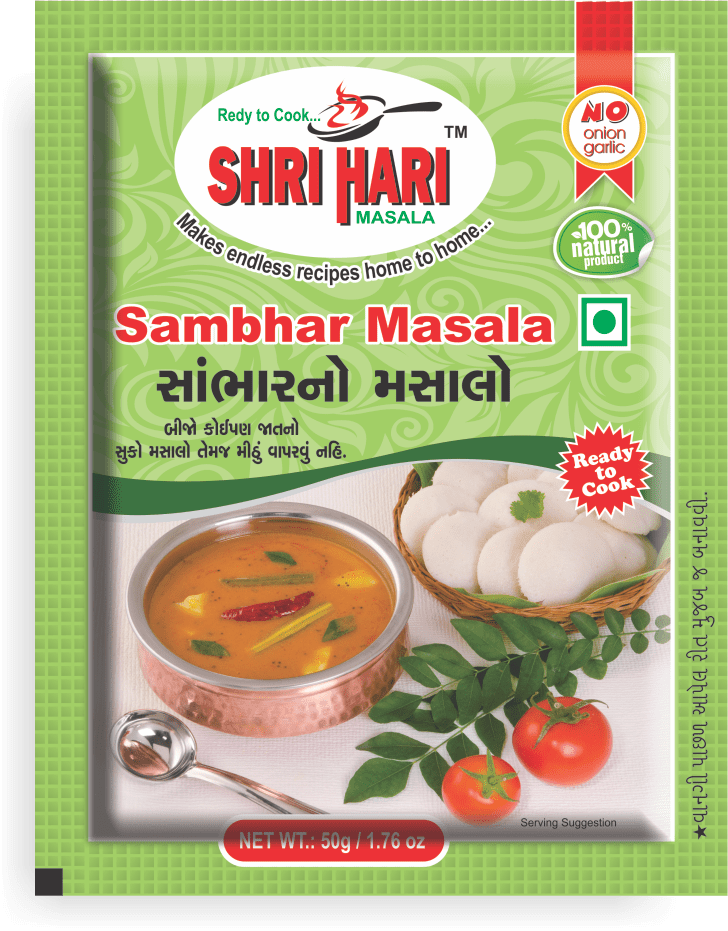 Redy to Cook...
SHRI HARI TM
MASALA
Makes endless recipes home to home...
NO
onion
garlic
100%
natural
product
Sambhar Masala
સાંભારનો મસાલો
બીજો કોઈપણ જાતનો
સુકો મસાલો તેમજ મીઠું વાપરવું નહિ.
Ready
to
Cook
Serving Suggestion
NET WT.: 50g / 1.76 oz